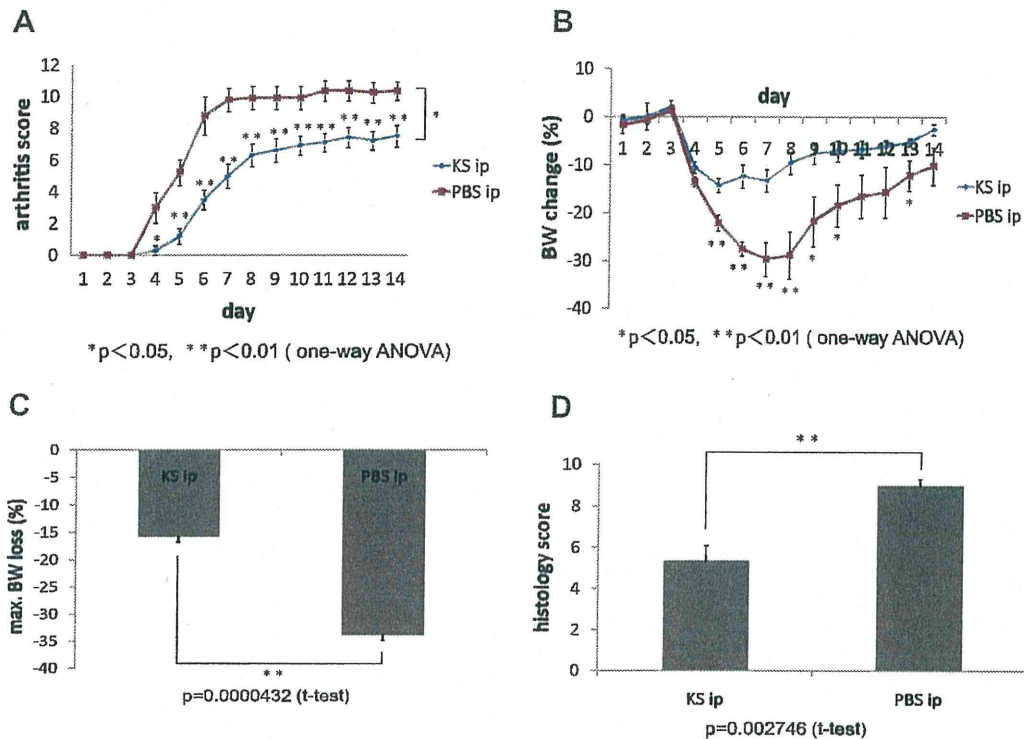 A
12
10
8
6
4
2
0
arthritis score
1 2 3 4 5 6 7 8 9 10 11 12 13 14
day
* ** ** ** ** ** ** ** ** ** **
*
KS ip
PBS ip
*p<0.05, **p<0.01 ( one-way ANOVA)
B
10
0
-10
-20
-30
-40
BW change (%)
day
1 2 3 4 5 6 7 8 9 10 11 12 13 14
** ** ** ** * * *
KS ip
PBS ip
*p<0.05, **p<0.01 ( one-way ANOVA)
C
0
-5
-10
-15
-20
-25
-30
-35
-40
max. BW loss (%)
KS ip
PBS ip
**
p=0.0000432 (t-test)
D
**
10
8
6
4
2
0
histology score
KS ip
PBS ip
p=0.002746 (t-test)